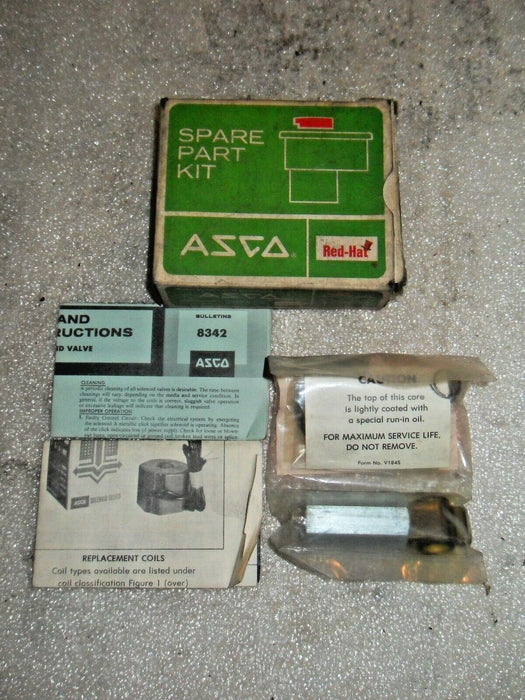 SPARE
PART
KIT
ASCO
Red-Hat
AND
RUCTIONS
ID VALVE
BULLETINS
8342
ASCO
CLEANING
A periodic cleaning of all solenoid valves is desirable. The time between
cleanings will vary, depending on the media and service condition. In
general, if the voltage to the coil is correct, sluggish valve operation
or excessive leakage will indicate that cleaning is required.
IMPROPER OPERATION
1. Faulty Control Circuit: Check the electrical system by energizing
the solenoid. A metallic click signifies solenoid is operating. Absence
of the click indicates loss of power supply. Check for loose or blown-
ASCO
REPLACEMENT COILS
Coil types available are listed under
coil classification Figure 1 (over)
CAUTION
The top of this core
is lightly coated with
a special run-in oil.
FOR MAXIMUM SERVICE LIFE,
DO NOT REMOVE.
Form No. V1845